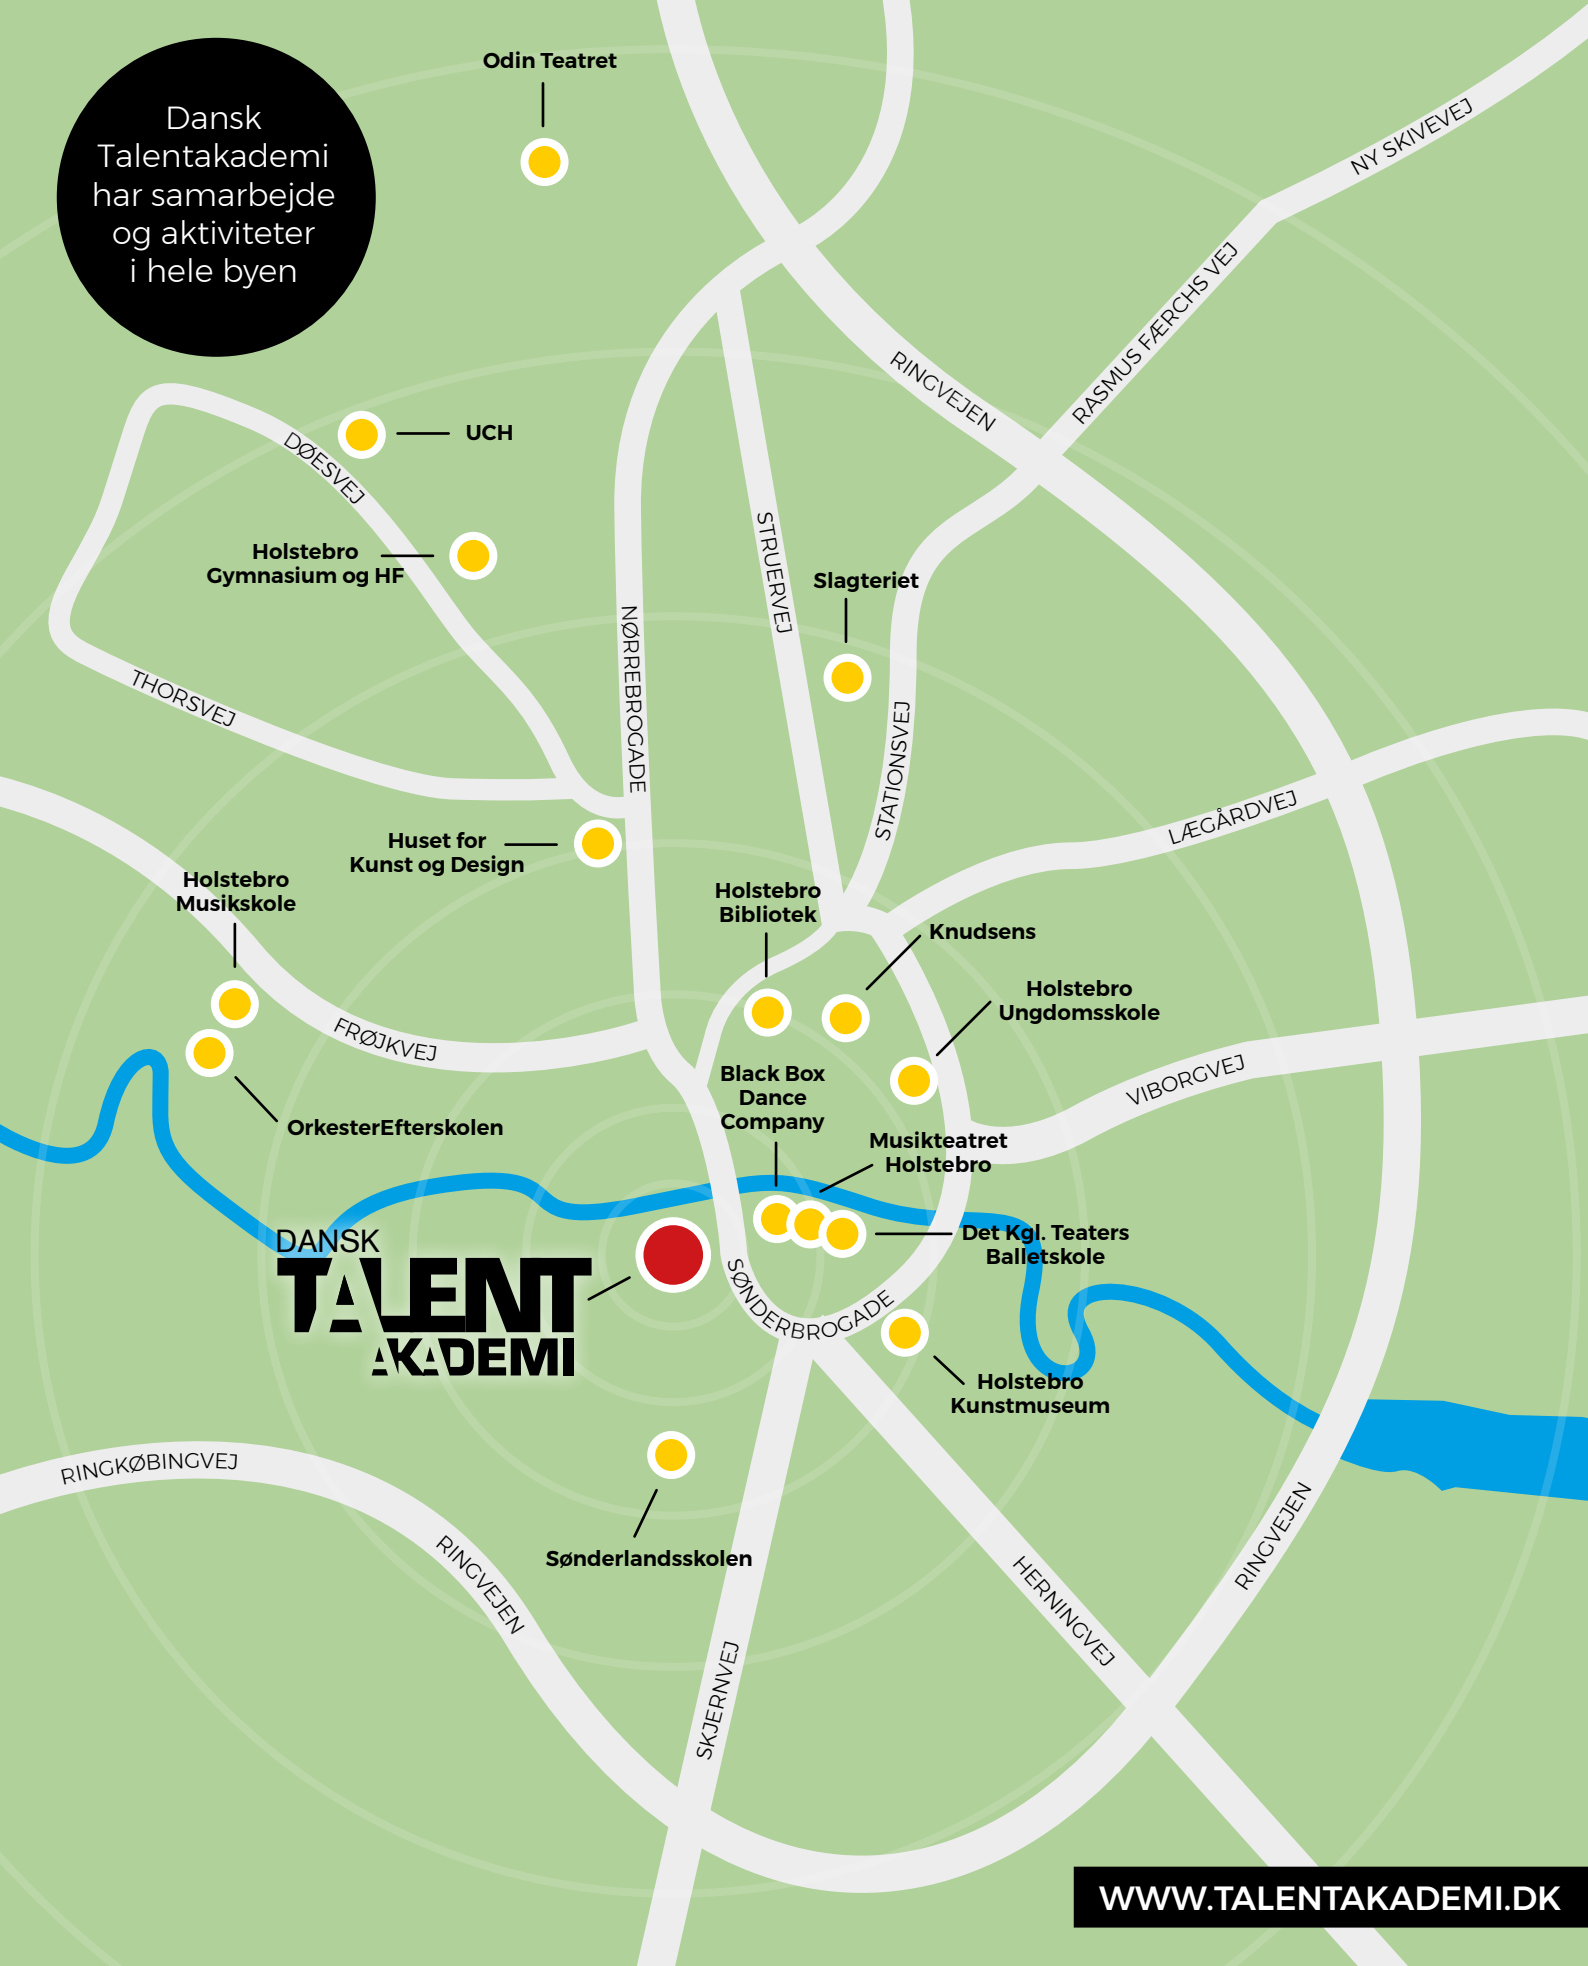 Odin Teatret
Dansk
Talentakademi
har samarbejde
og aktiviteter
i hele byen
NY SKIVEVEJ
RASMUS FÆRCHS VEJ
RINGVEJEN
UCH
DØESVEJ
Holstebro
Gymnasium og HF
STRUERVEJ
Slagteriet
NØRREBROGADE
THORSVEJ
STATIONSVEJ
LÆGÅRDVEJ
Huset for
Kunst og Design
Holstebro
Musikskole
Holstebro
Bibliotek
Knudsens
Holstebro
Ungdomsskole
FRØJKVEJ
VIBORGVEJ
Black Box
Dance
Company
OrkesterEfterskolen
Musikteatret
Holstebro
Det Kgl. Teaters
Balletskole
DANSK
TALENT
AKADEMI
SØNDERBROGADE
Holstebro
Kunstmuseum
RINGKØBINGVEJ
RINGVEJEN
Sønderlandsskolen
RINGVEJEN
HERNINGVEJ
SKJERNVEJ
WWW.TALENTAKADEMI.DK